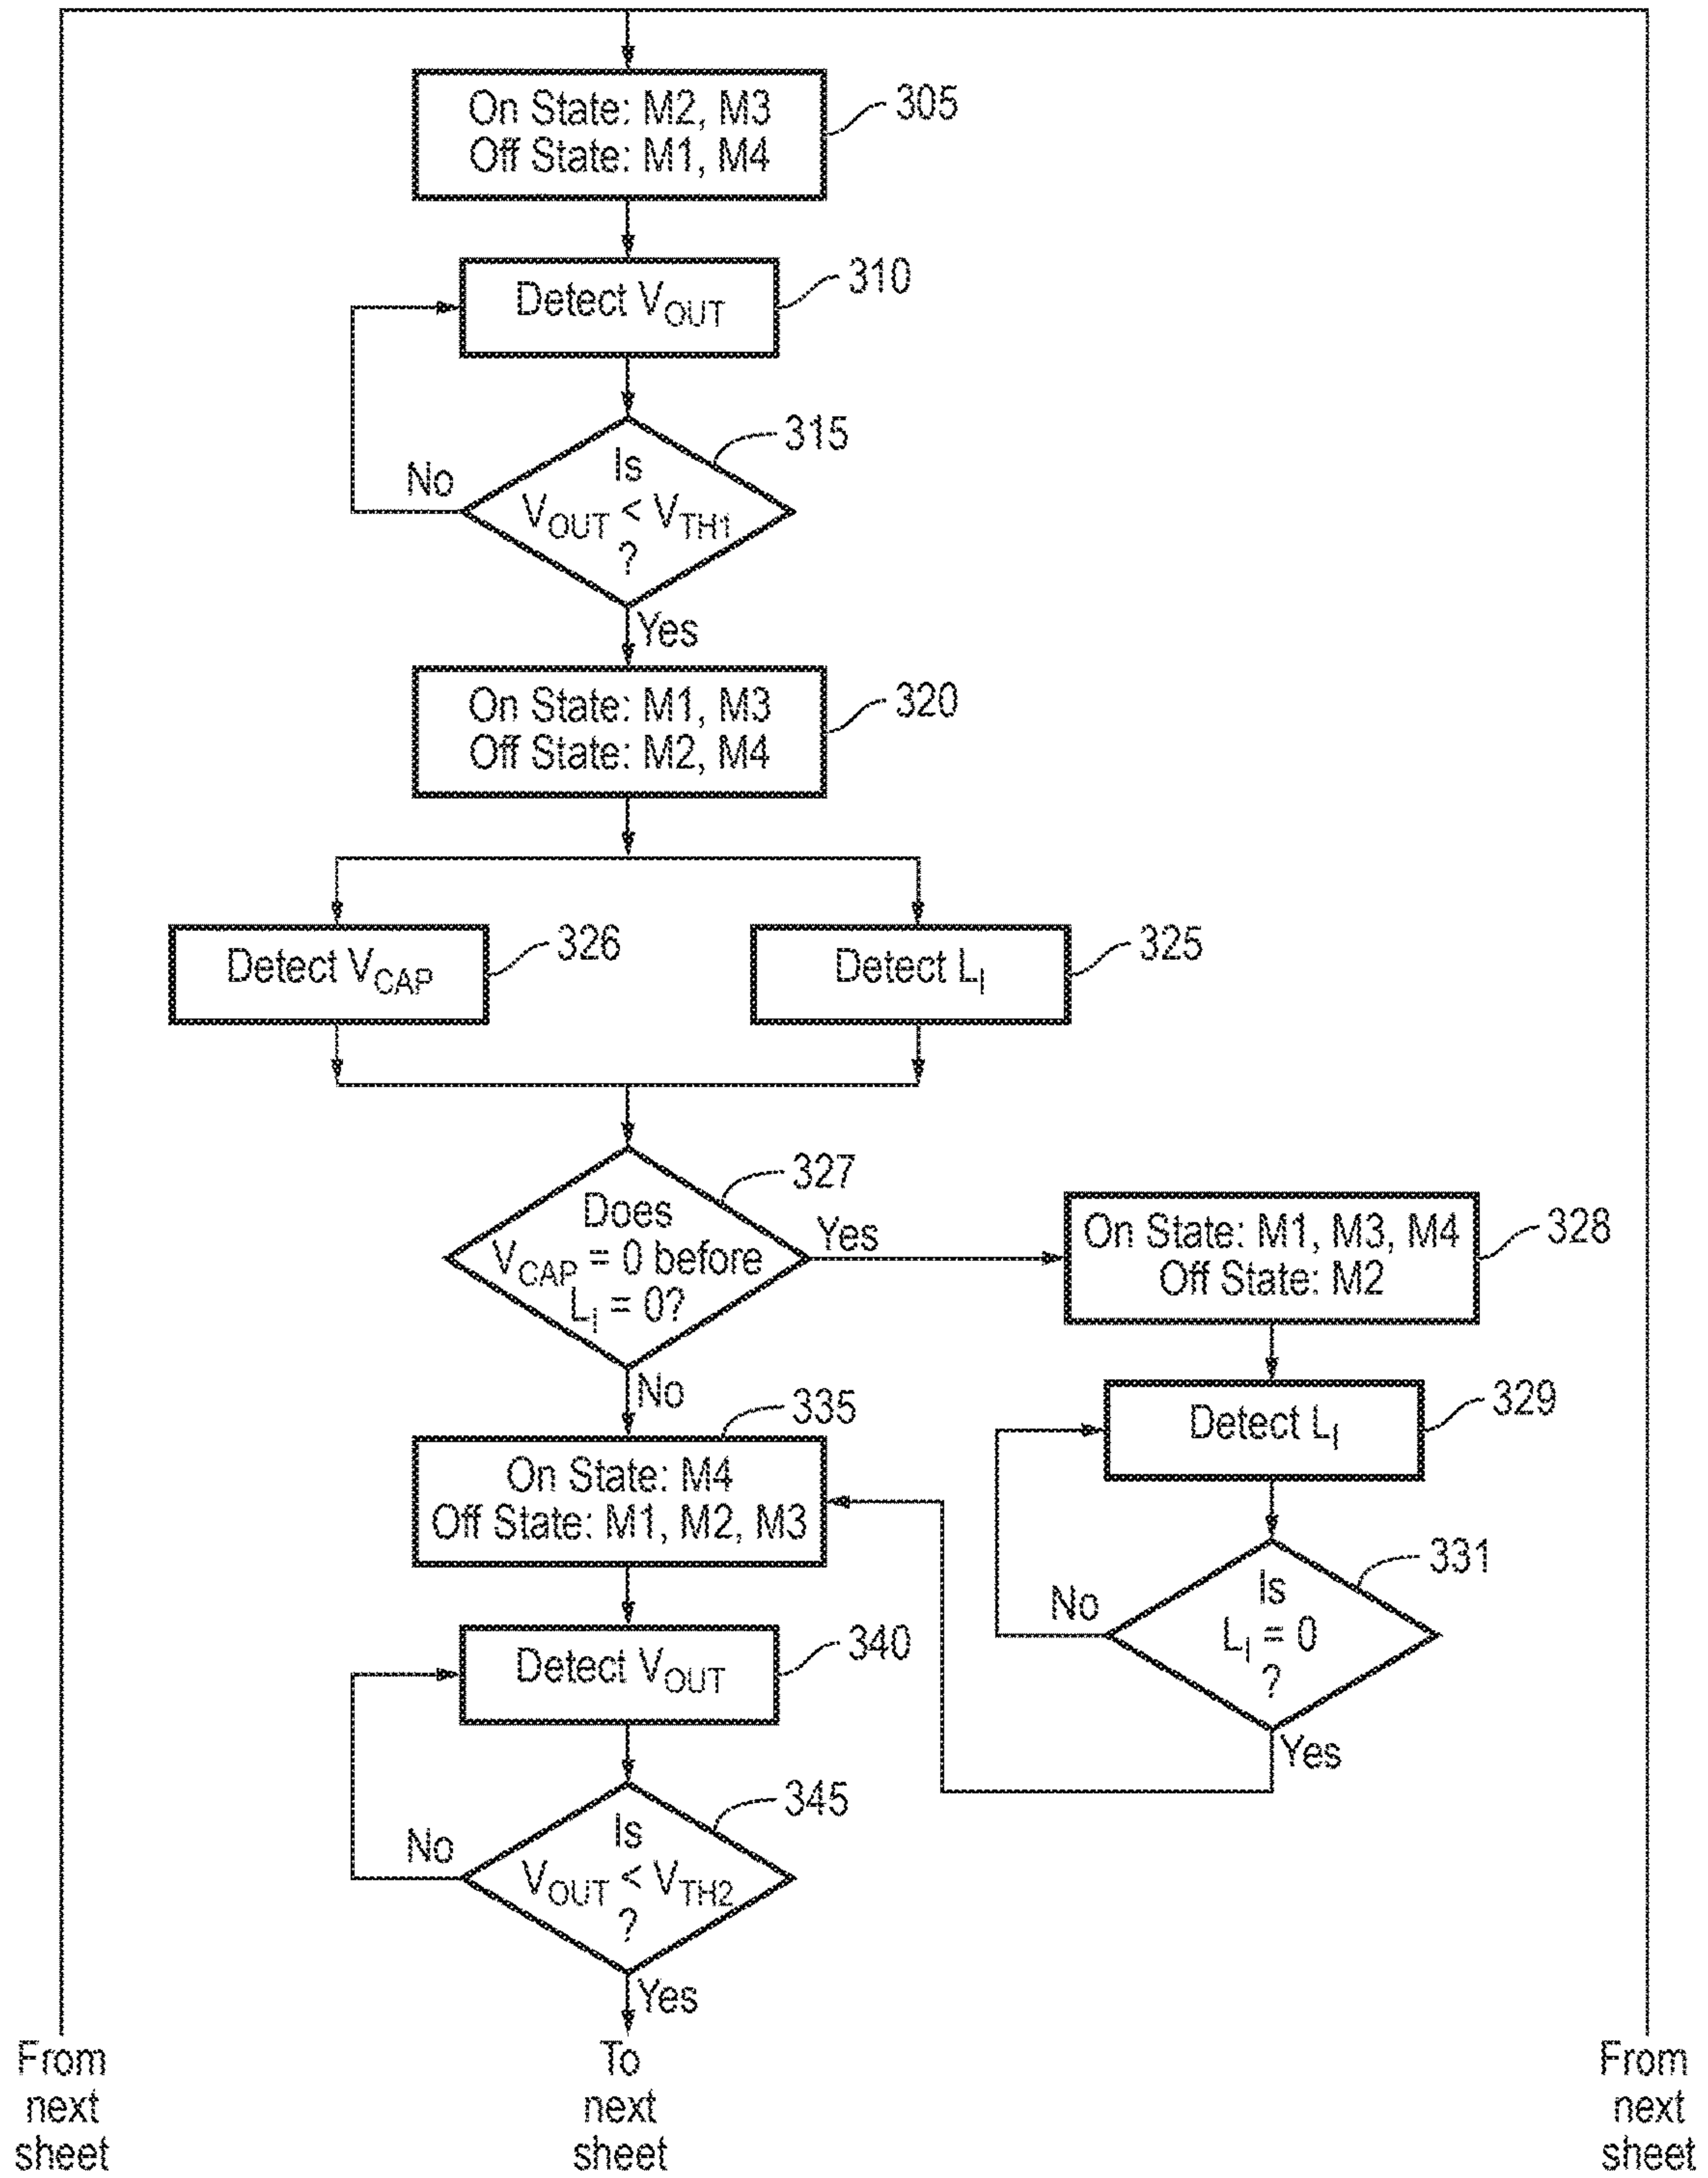 On State: M2, M3
Off State: M1, M4
305
Detect VOUT
310
Is
VOUT < VTH1
?
315
No
Yes
On State: M1, M3
Off State: M2, M4
320
Detect VCAP
326
Detect LI
325
Does
VCAP = 0 before
LI = 0?
327
Yes
No
On State: M1, M3, M4
Off State: M2
328
Detect LI
329
Is
LI = 0
?
331
No
Yes
On State: M4
Off State: M1, M2, M3
335
Detect VOUT
340
Is
VOUT < VTH2
?
345
No
Yes
From
next
sheet
To
next
sheet
From
next
sheet